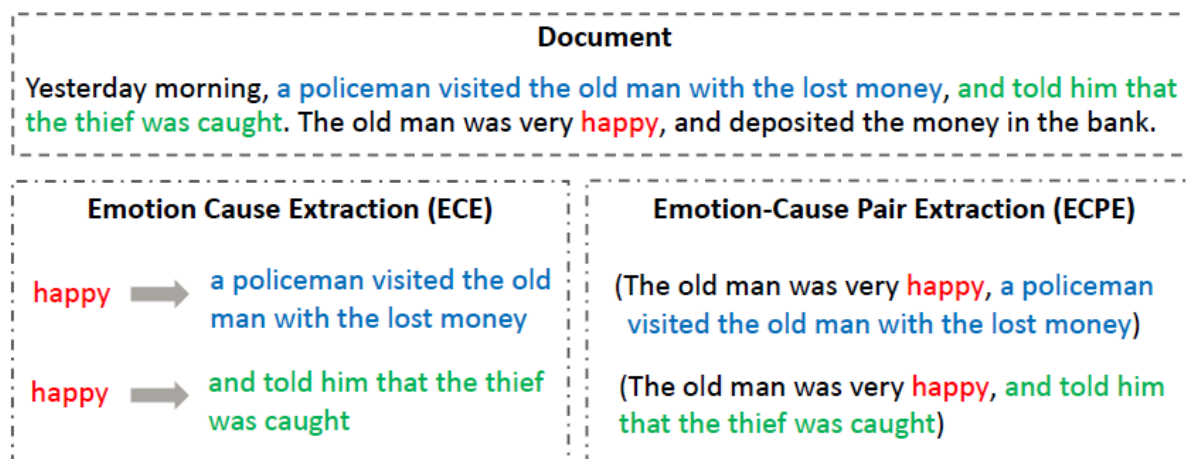 Document
Yesterday morning, a policeman visited the old man with the lost money, and told him that
the thief was caught. The old man was very happy, and deposited the money in the bank.
Emotion Cause Extraction (ECE)
happy
a policeman visited the old
man with the lost money
happy
and told him that the thief
was caught
Emotion-Cause Pair Extraction (ECPE)
(The old man was very happy, a policeman
visited the old man with the lost money)
(The old man was very happy, and told him
that the thief was caught)